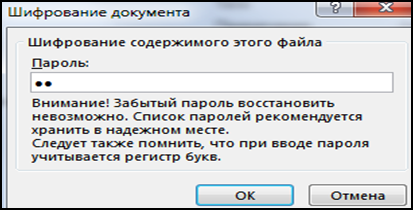 Шифрование документа
Шифрование содержимого этого файла
Пароль:
●●
Внимание! Забытый пароль восстановить
невозможно. Список паролей рекомендуется
хранить в надежном месте.
Следует также помнить, что при вводе пароля
учитывается регистр букв.
ОК Отмена